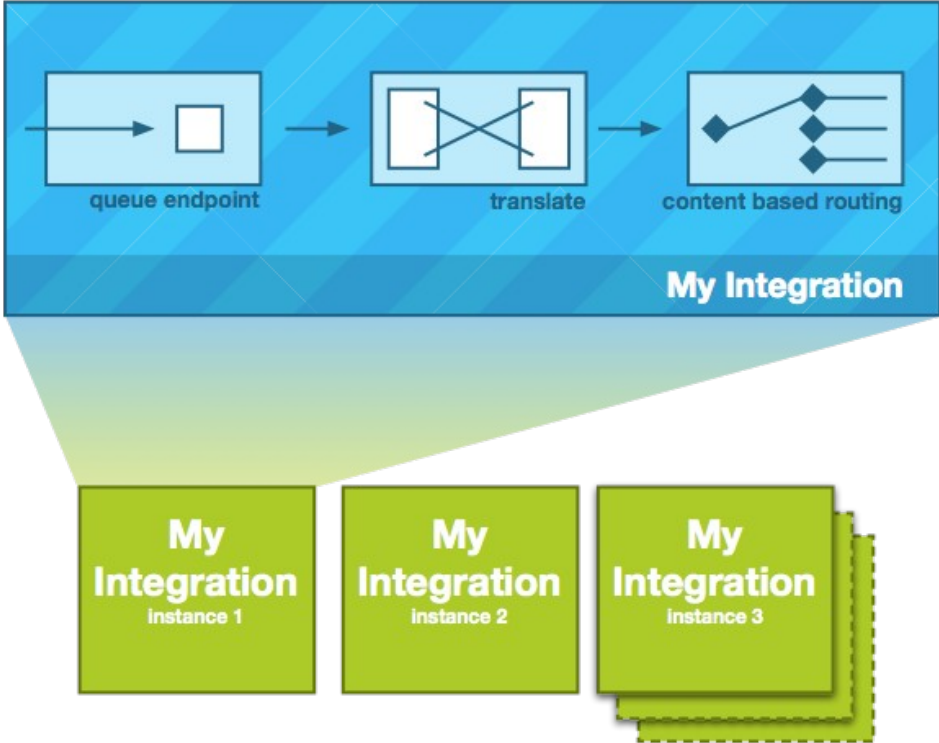 queue endpoint
translate
content based routing
My Integration
My
Integration
instance 1
My
Integration
instance 2
My
Integration
instance 3